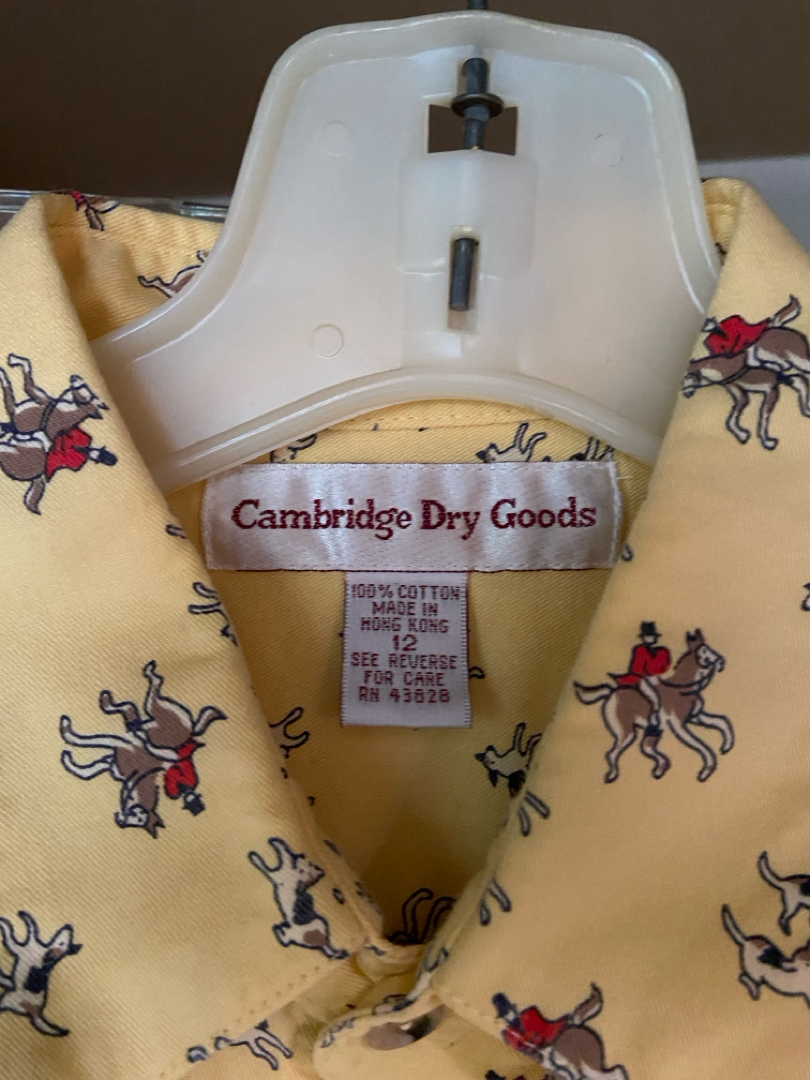 Cambridge Dry Goods
100% COTTON
MADE IN
HONG KONG
12
SEE REVERSE
FOR CARE
RN 43828